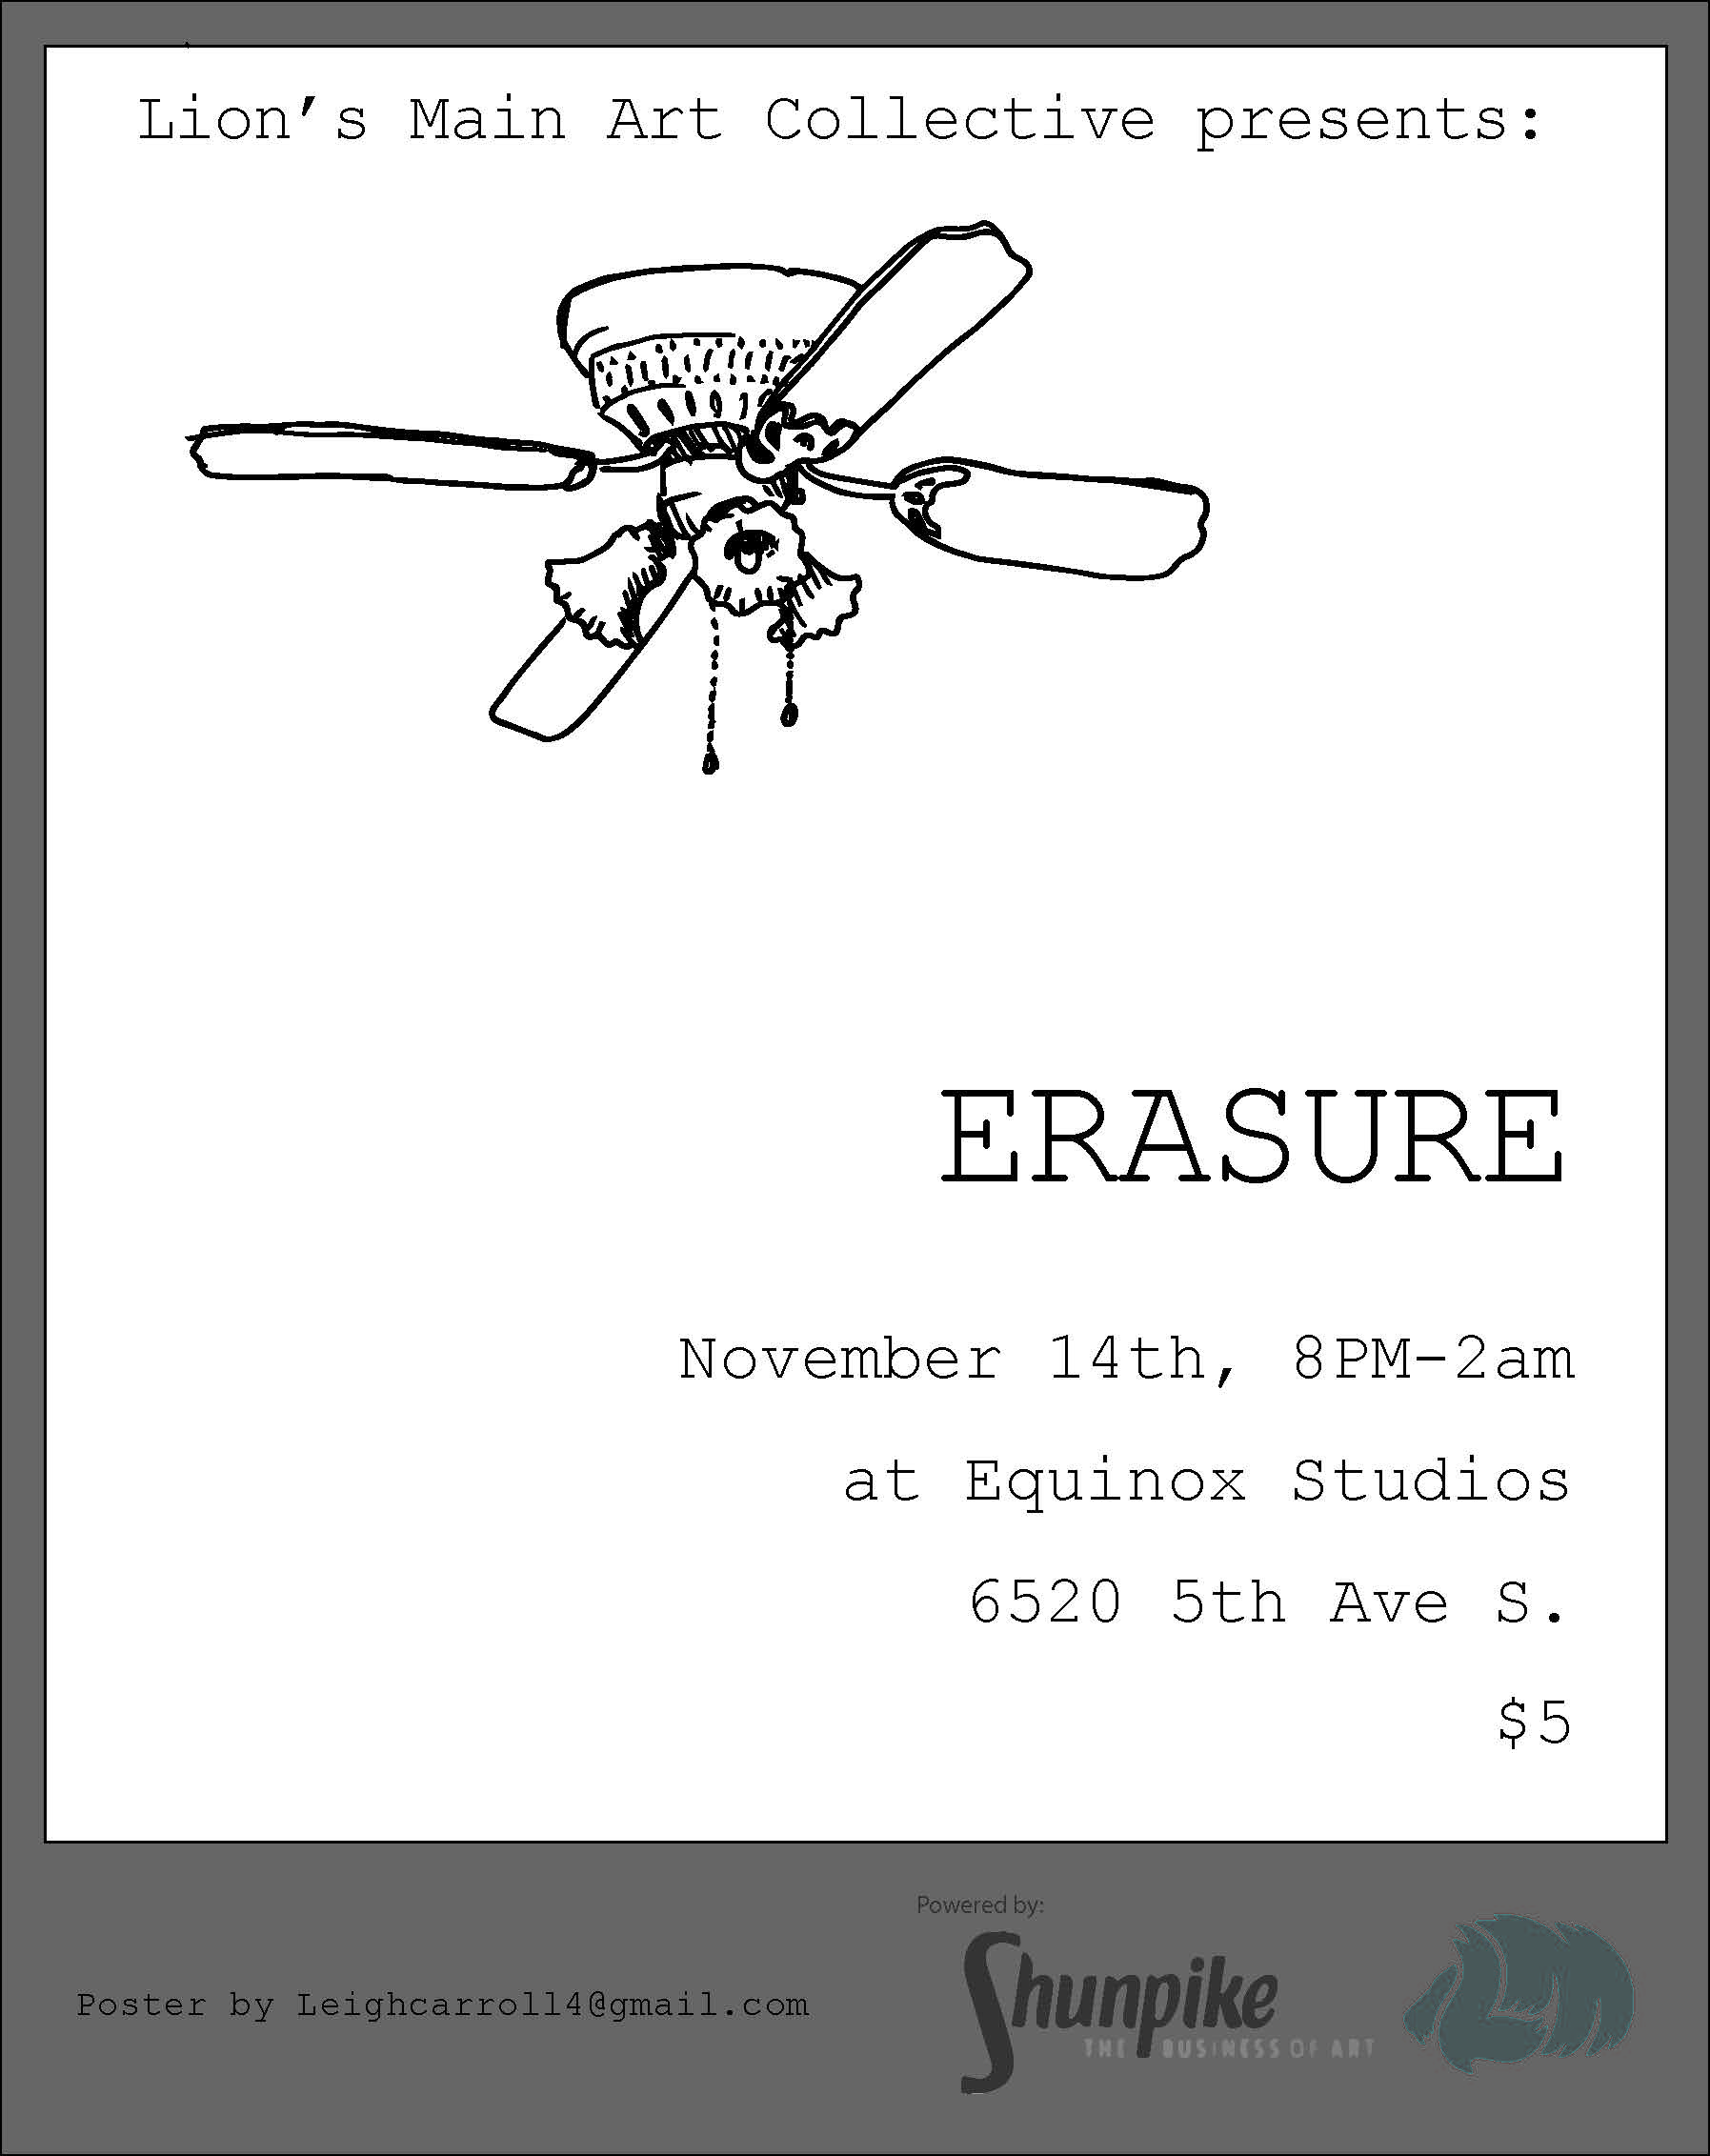 Lion’s Main Art Collective presents:
ERASURE
November 14th, 8PM-2am
at Equinox Studios
6520 5th Ave S.
$5
Powered by:
Shunpike
THE BUSINESS OF ART
Poster by Leighcarroll4@gmail.com